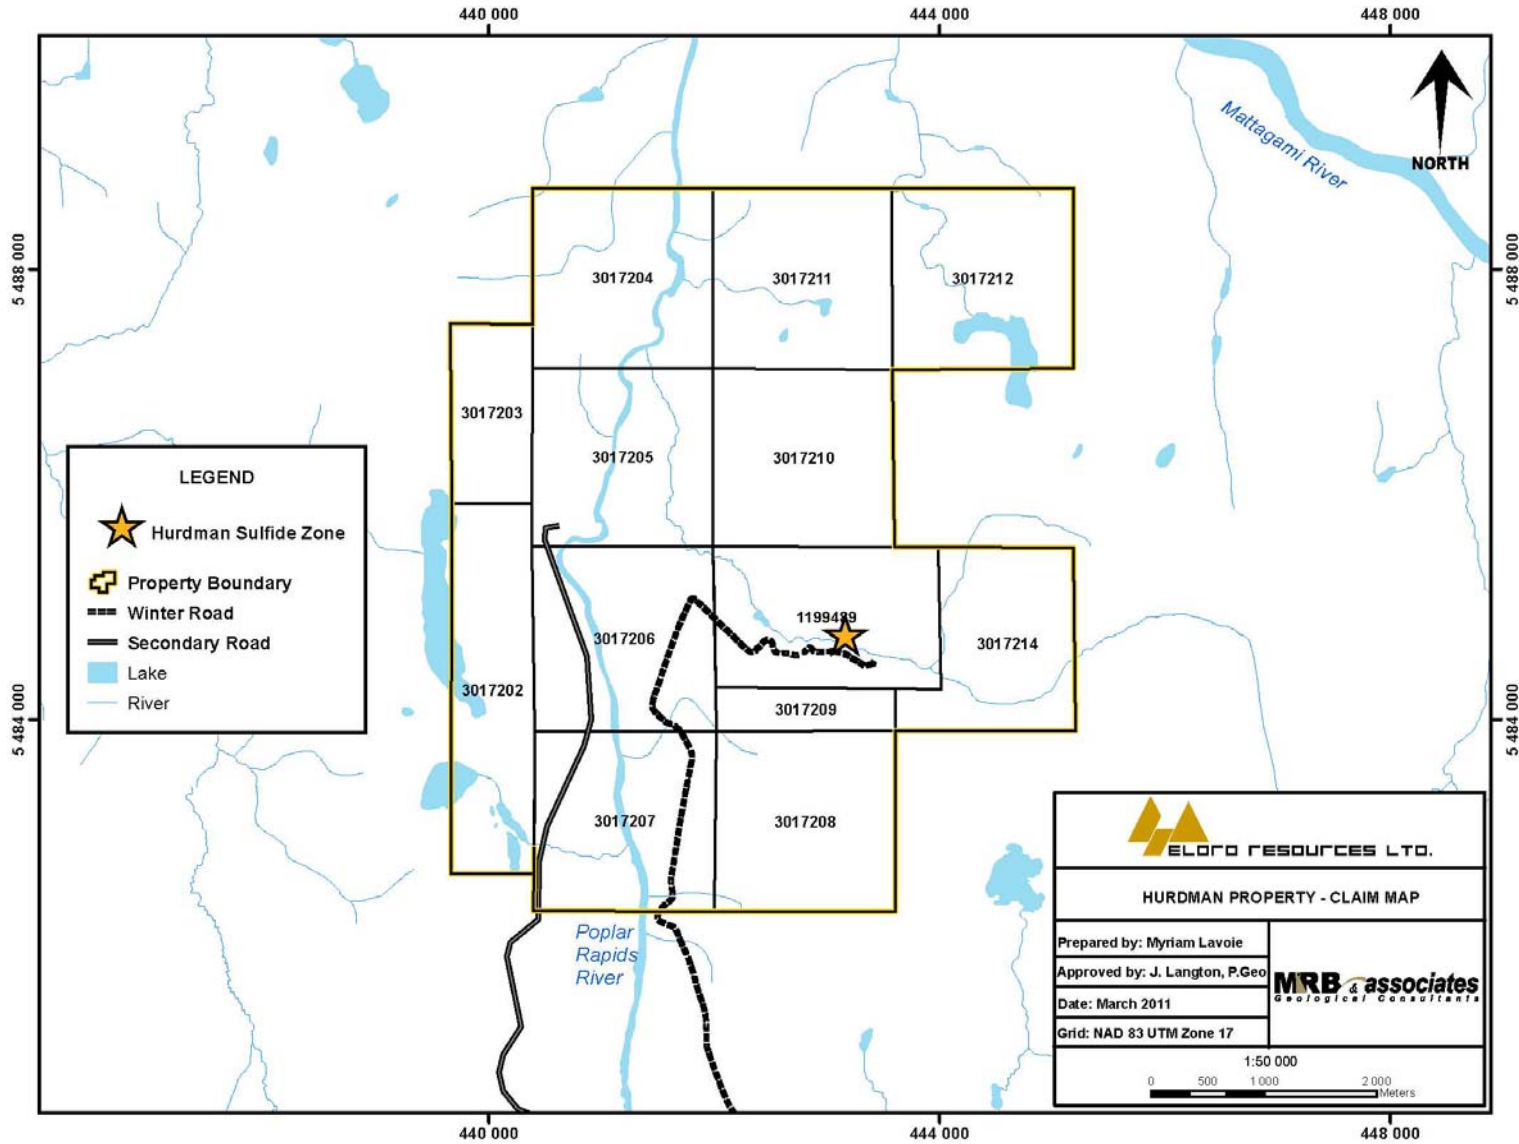 440 000
444 000
448 000
NORTH
Mattagami River
5 488 000
5 488 000
3017204
3017211
3017212
3017203
3017205
3017210
LEGEND
Hurdman Sulfide Zone
Property Boundary
Winter Road
Secondary Road
Lake
River
1199489
3017206
3017214
3017202
3017209
5 484 000
5 484 000
3017207
3017208
Poplar
Rapids
River
ELORO RESOURCES LTD.
HURDMAN PROPERTY - CLAIM MAP
Prepared by: Myriam Lavoie
Approved by: J. Langton, P.Geo
Date: March 2011
Grid: NAD 83 UTM Zone 17
MRB & associates
Geological Consultants
1:50 000
0 500 1 000 2 000
Meters
440 000
444 000
448 000